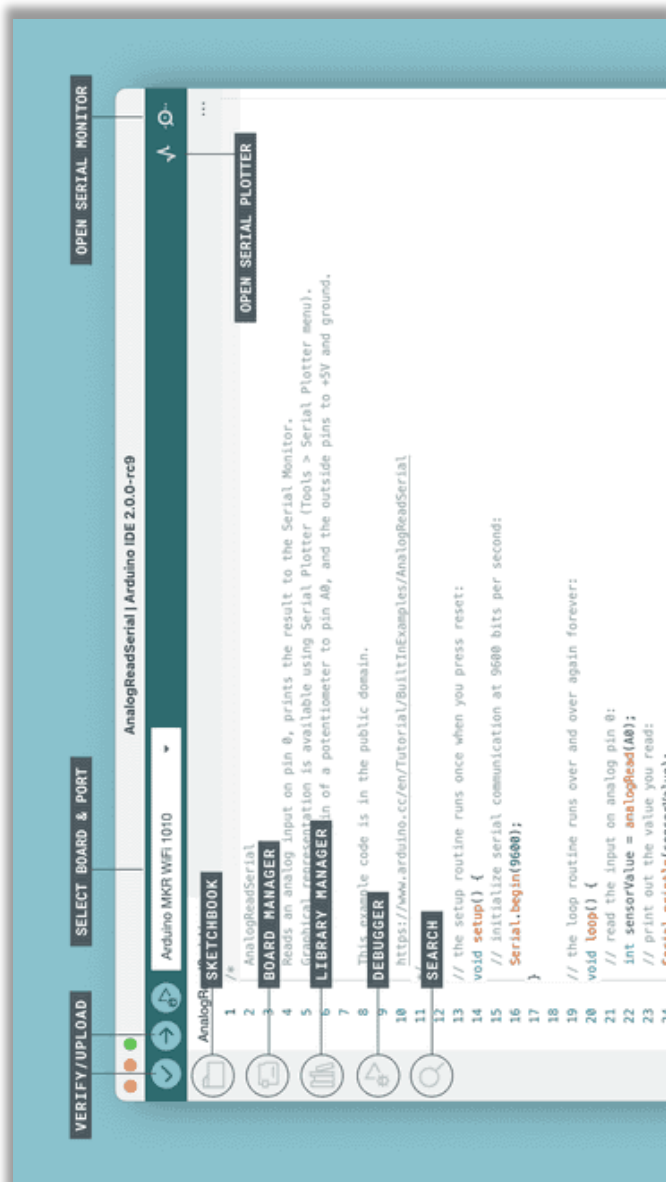 VERIFY/UPLOAD
SELECT BOARD & PORT
OPEN SERIAL MONITOR
AnalogReadSerial | Arduino IDE 2.0.0-rc9
Arduino MKR WiFi 1010
OPEN SERIAL PLOTTER
SKETCHBOOK
BOARD MANAGER
LIBRARY MANAGER
DEBUGGER
SEARCH
AnalogR
1 /*
2 AnalogReadSerial
3
4 Reads an analog input on pin 0, prints the result to the Serial Monitor.
5 Graphical representation is available using Serial Plotter (Tools > Serial Plotter menu).
6 in of a potentiometer to pin A0, and the outside pins to +5V and ground.
7
8 This example code is in the public domain.
9
10 https://www.arduino.cc/en/Tutorial/BuiltInExamples/AnalogReadSerial
11 */
12
13 // the setup routine runs once when you press reset:
14 void setup() {
15 // initialize serial communication at 9600 bits per second:
16 Serial.begin(9600);
17 }
18
19 // the loop routine runs over and over again forever:
20 void loop() {
21 // read the input on analog pin 0:
22 int sensorValue = analogRead(A0);
23 // print out the value you read: